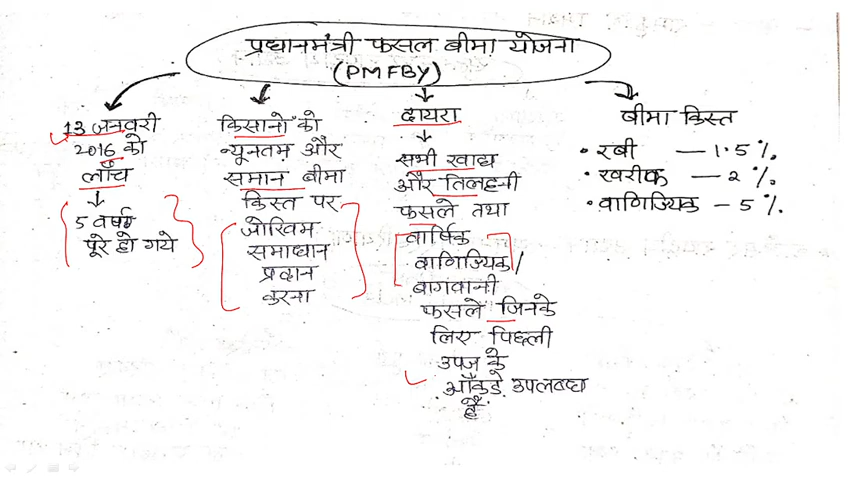 प्रधानमंत्री फसल बीमा योजना
(PMFBY)
13 जनवरी
2016 को
लाँच
5 वर्ष
पूरे हो गये
किसानो को
न्यूनतम और
समान बीमा
किस्त पर
जोखिम
समाधान
प्रदान
करना
दायरा
सभी खाद्य
और तिलहनी
फसले तथा
वार्षिक
वाणिज्यिक/
बागवानी
फसले जिनके
लिए पिछली
उपज के
आँकडे उपलब्ध
है.
बीमा किस्त
• रबी — 1.5 %.
• खरीफ — 2 %.
• वाणिज्यिक – 5 %.